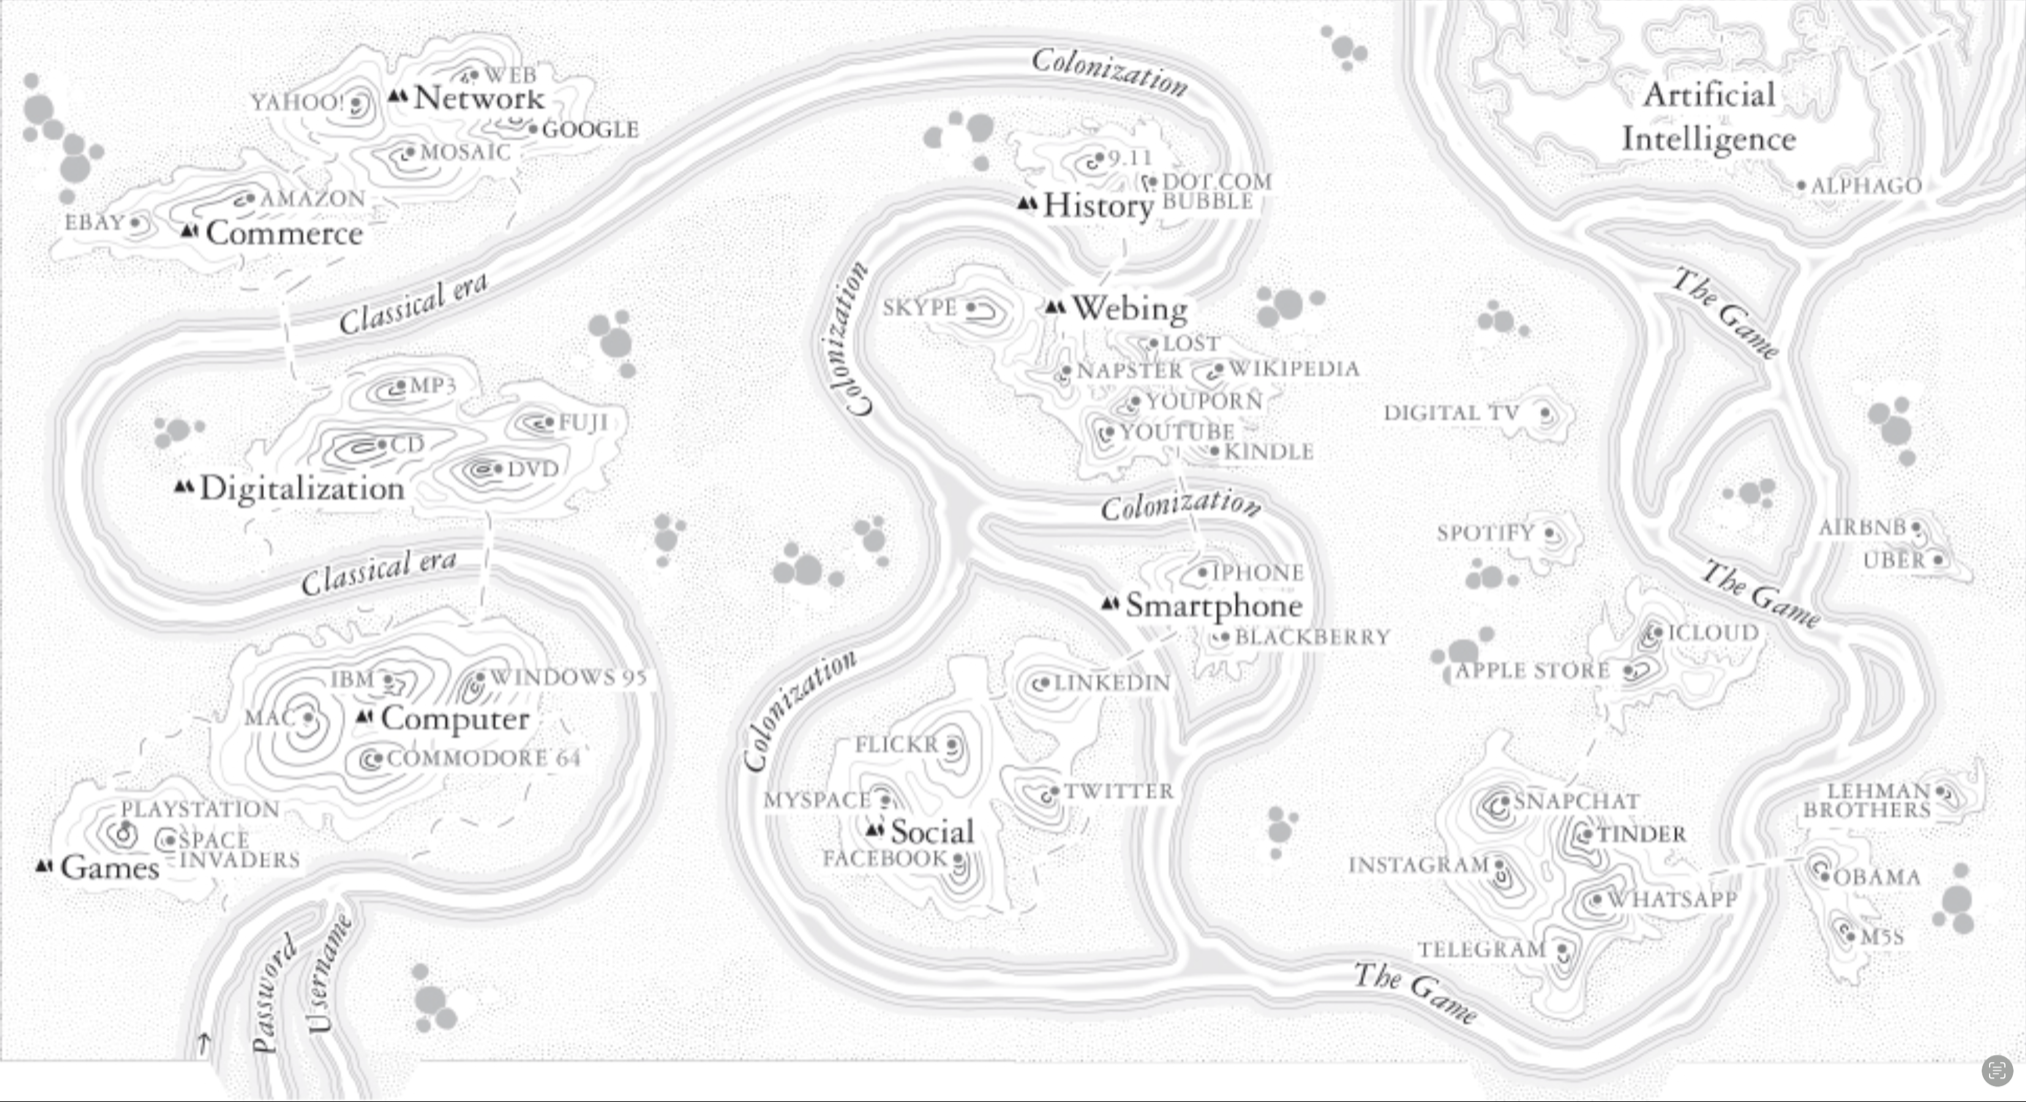 WEB
YAHOO!
Network
GOOGLE
MOSAIC
AMAZON
EBAY
Commerce
Classical era
MP3
FUJI
CD
DVD
Digitalization
Classical era
IBM
WINDOWS 95
MAC
Computer
COMMODORE 64
PLAYSTATION
SPACE
INVADERS
Games
Password
Username
Colonization
9.11
DOT.COM
BUBBLE
History
Colonization
SKYPE
Webing
LOST
NAPSTER
WIKIPEDIA
YOUPORN
YOUTUBE
KINDLE
Colonization
IPHONE
Smartphone
BLACKBERRY
Colonization
LINKEDIN
FLICKR
MYSPACE
TWITTER
Social
FACEBOOK
Artificial
Intelligence
ALPHAGO
The Game
DIGITAL TV
SPOTIFY
AIRBNB
UBER
The Game
ICLOUD
APPLE STORE
SNAPCHAT
TINDER
INSTAGRAM
WHATSAPP
TELEGRAM
LEHMAN
BROTHERS
OBAMA
M5S
The Game